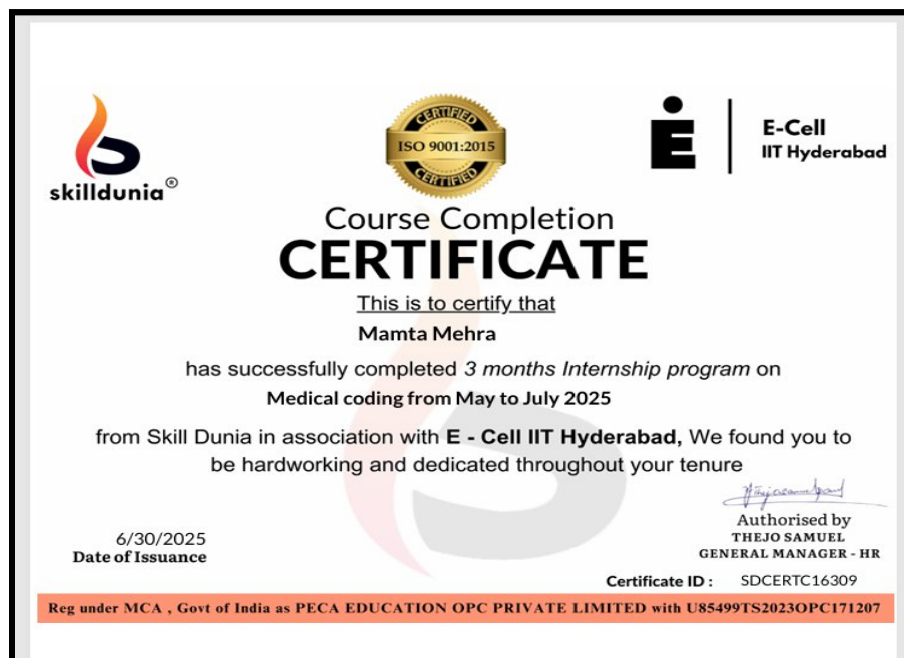 skilldunia®
CERTIFIED
ISO 9001:2015
CERTIFIED
E-Cell
IIT Hyderabad
Course Completion
CERTIFICATE
This is to certify that
Mamta Mehra
has successfully completed 3 months Internship program on
Medical coding from May to July 2025
from Skill Dunia in association with E - Cell IIT Hyderabad, We found you to
be hardworking and dedicated throughout your tenure
6/30/2025
Date of Issuance
Authorised by
THEJO SAMUEL
GENERAL MANAGER - HR
Certificate ID : SDCERTC16309
Reg under MCA , Govt of India as PECA EDUCATION OPC PRIVATE LIMITED with U85499TS2023OPC171207